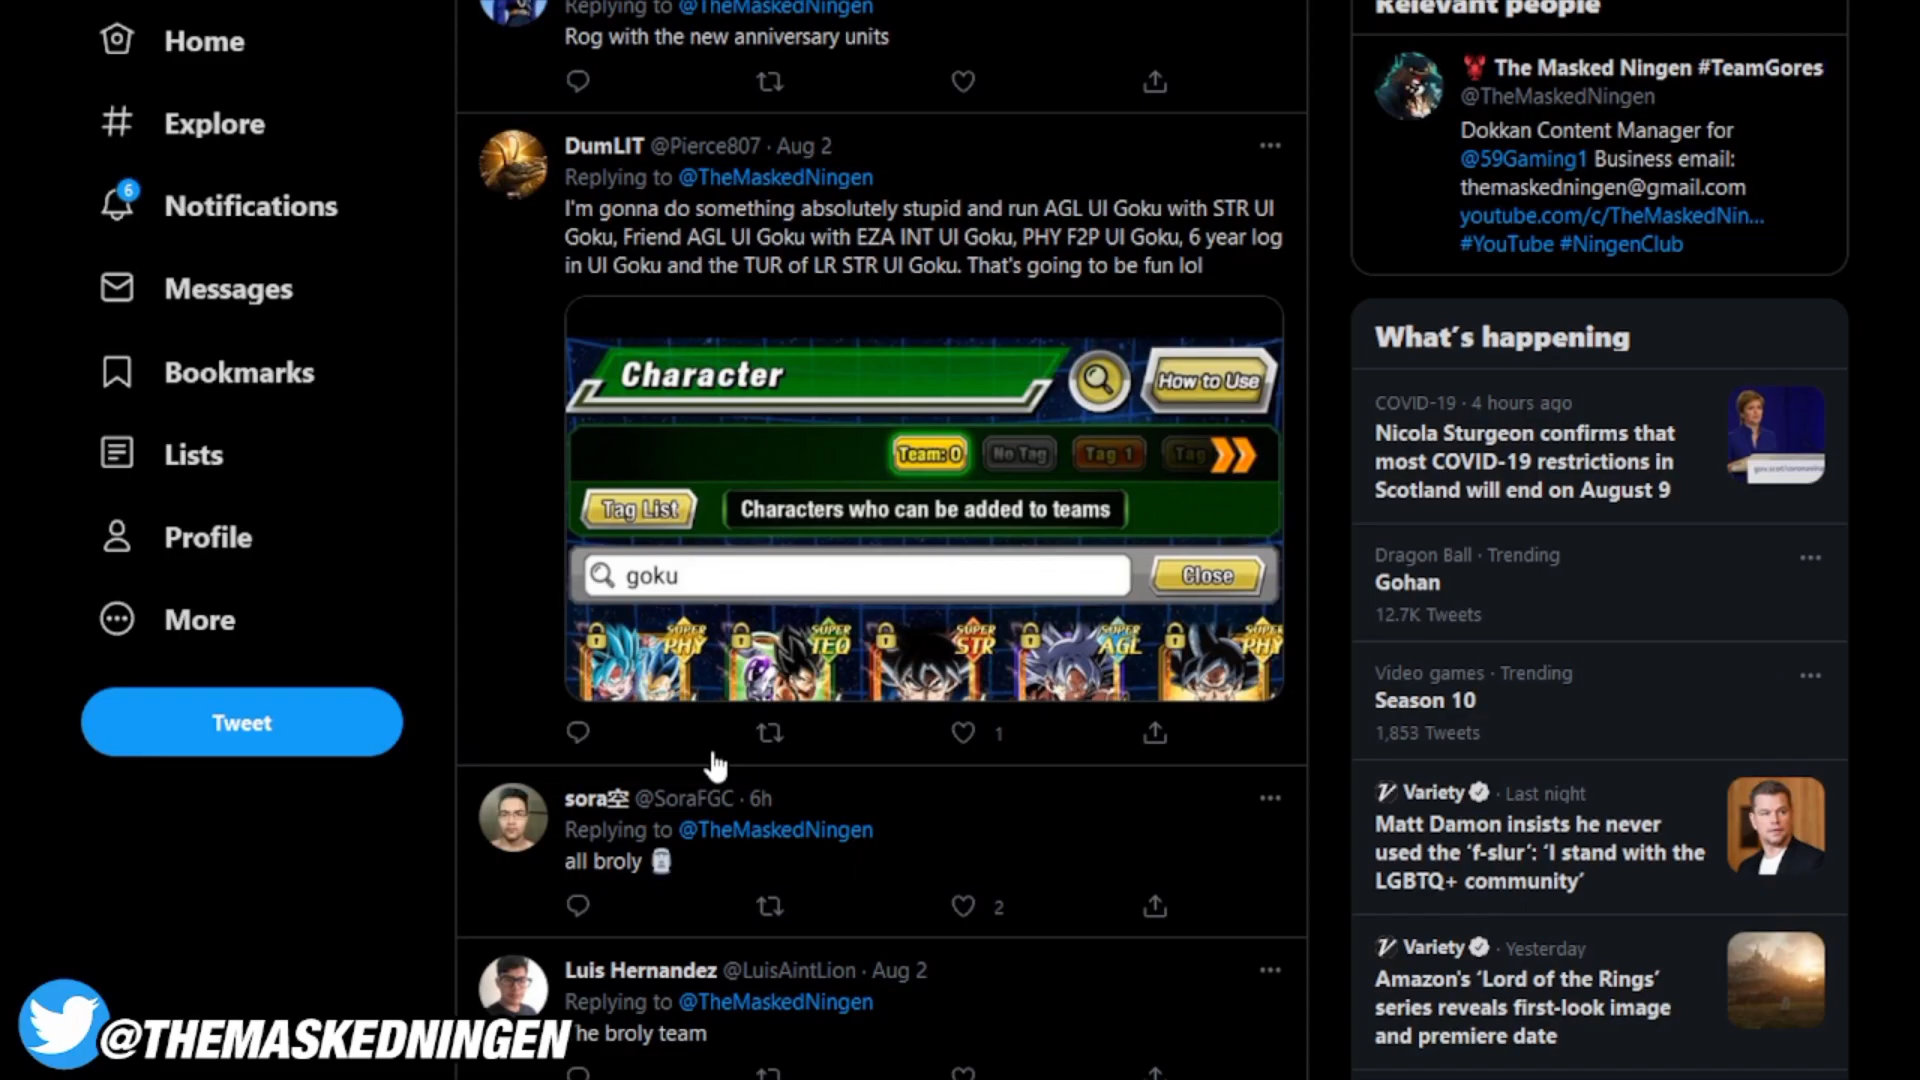 Home
Explore
6
Notifications
Messages
Bookmarks
Lists
Profile
More
Tweet
Replying to @TheMaskedNingen
Rog with the new anniversary units
DumLIT @Pierce807 · Aug 2
Replying to @TheMaskedNingen
I'm gonna do something absolutely stupid and run AGL UI Goku with STR UI
Goku, Friend AGL UI Goku with EZA INT UI Goku, PHY F2P UI Goku, 6 year log
in UI Goku and the TUR of LR STR UI Goku. That's going to be fun lol
Character
How to Use
Team: 0
No Tag
Tag 1
Tag
Tag List
Characters who can be added to teams
goku
Close
SUPER PHY
SUPER TEQ
SUPER STR
SUPER AGL
SUPER PHY
1
sora空 @SoraFGC · 6h
Replying to @TheMaskedNingen
all broly 🗿
2
Luis Hernandez @LuisAintLion · Aug 2
Replying to @TheMaskedNingen
he broly team
@THEMASKEDNINGEN
Relevant people
The Masked Ningen #TeamGores
@TheMaskedNingen
Dokkan Content Manager for
@59Gaming1 Business email:
themaskedningen@gmail.com
youtube.com/c/TheMaskedNin...
#YouTube #NingenClub
What's happening
COVID-19 · 4 hours ago
Nicola Sturgeon confirms that
most COVID-19 restrictions in
Scotland will end on August 9
Dragon Ball · Trending
Gohan
12.7K Tweets
Video games · Trending
Season 10
1,853 Tweets
Variety · Last night
Matt Damon insists he never
used the 'f-slur': 'I stand with the
LGBTQ+ community'
Variety · Yesterday
Amazon's 'Lord of the Rings'
series reveals first-look image
and premiere date